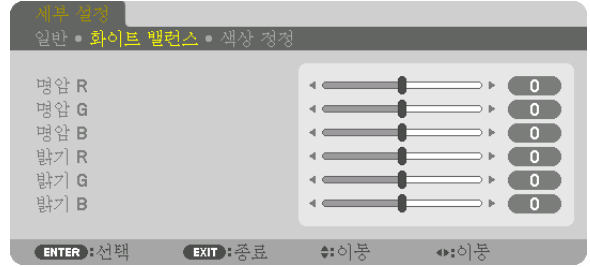 세부 설정
일반 • 화이트 밸런스 • 색상 정정
명암 R 0
명암 G 0
명암 B 0
밝기 R 0
밝기 G 0
밝기 B 0
ENTER :선택 EXIT :종료 :이동 :이동